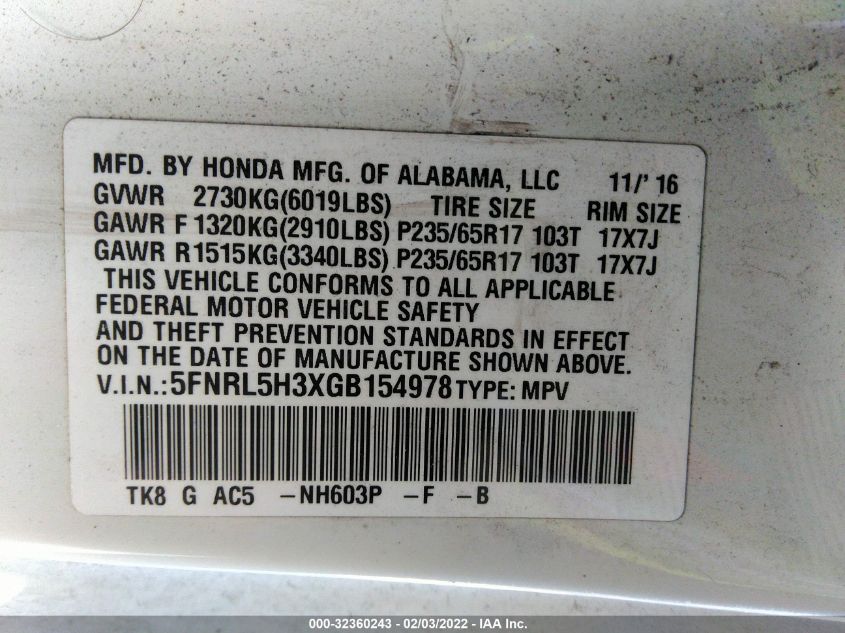 MFD. BY HONDA MFG. OF ALABAMA, LLC 11/' 16
GVWR 2730KG(6019LBS) TIRE SIZE RIM SIZE
GAWR F 1320KG(2910LBS) P235/65R17 103T 17X7J
GAWR R1515KG(3340LBS) P235/65R17 103T 17X7J
THIS VEHICLE CONFORMS TO ALL APPLICABLE
FEDERAL MOTOR VEHICLE SAFETY
AND THEFT PREVENTION STANDARDS IN EFFECT
ON THE DATE OF MANUFACTURE SHOWN ABOVE.
V.I.N.:5FNRL5H3XGB154978 TYPE: MPV
TK8 G AC5 -NH603P -F -B
000-32360243 - 02/03/2022 - IAA Inc.